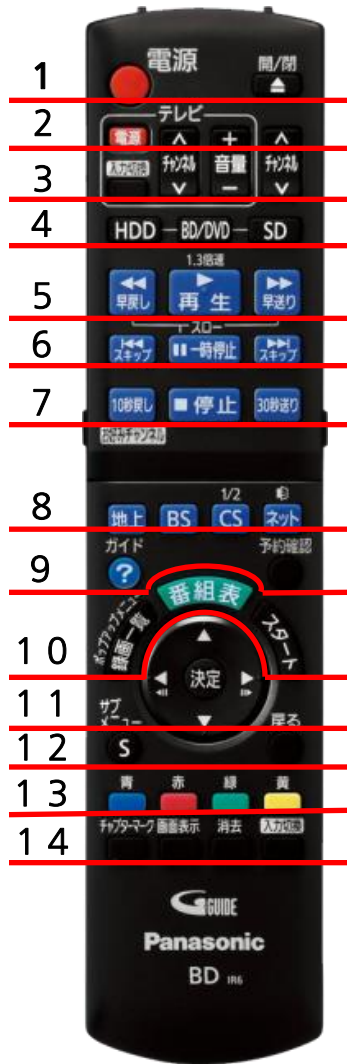 電源 開/閉
1
テレビ
2 電源 チャンネル + 音量 チャンネル
3 入力切換 −
4 HDD BD/DVD SD
1.3倍速
5 早戻し 再生 早送り
スロー
6 スキップ 一時停止 スキップ
7 10秒戻し 停止 30秒送り
お好みチャンネル
1/2
8 地上 BS CS ネット
ガイド 予約確認
9 ? 番組表
ポップアップメニュー
録画一覧 スタート
10 決定
11 サブ
メニュー 戻る
12 S
青 赤 緑 黄
13
チャプターマーク 画面表示 消去 入力切換
14
G GUIDE
Panasonic
BD IR6